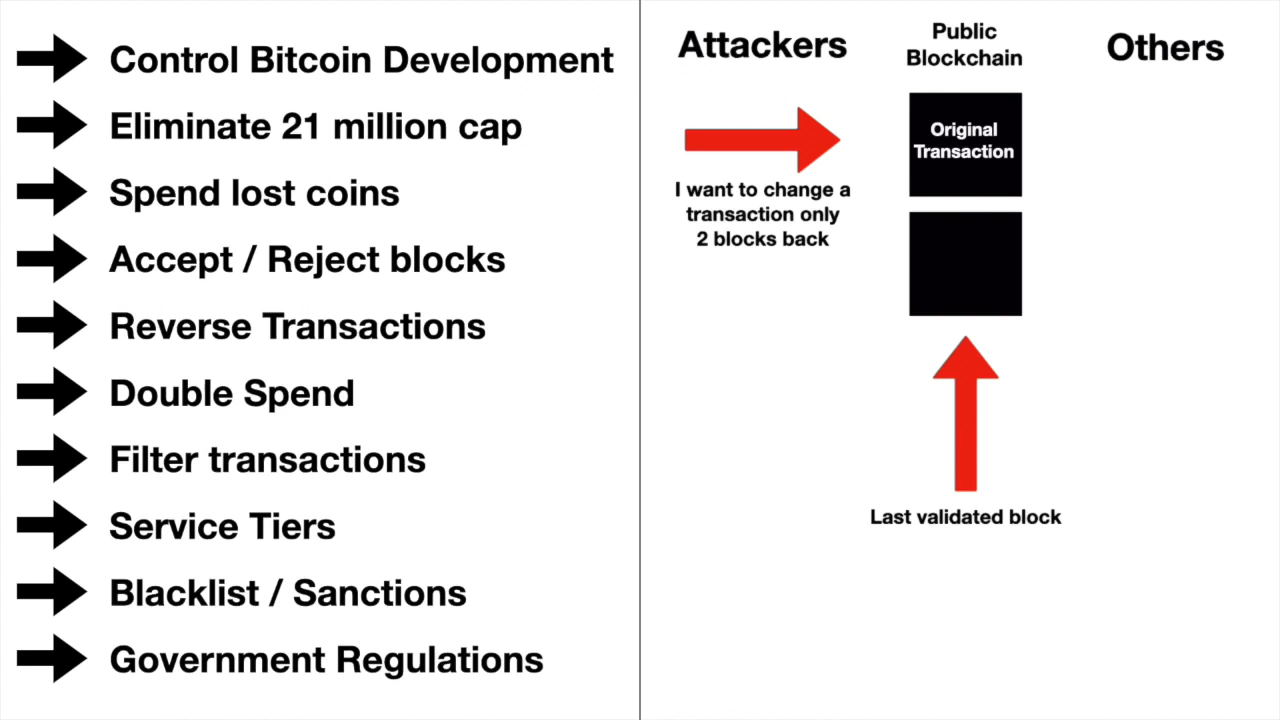 Control Bitcoin Development
Eliminate 21 million cap
Spend lost coins
Accept / Reject blocks
Reverse Transactions
Double Spend
Filter transactions
Service Tiers
Blacklist / Sanctions
Government Regulations
Attackers
Public
Blockchain
Others
Original
Transaction
I want to change a
transaction only
2 blocks back
Last validated block